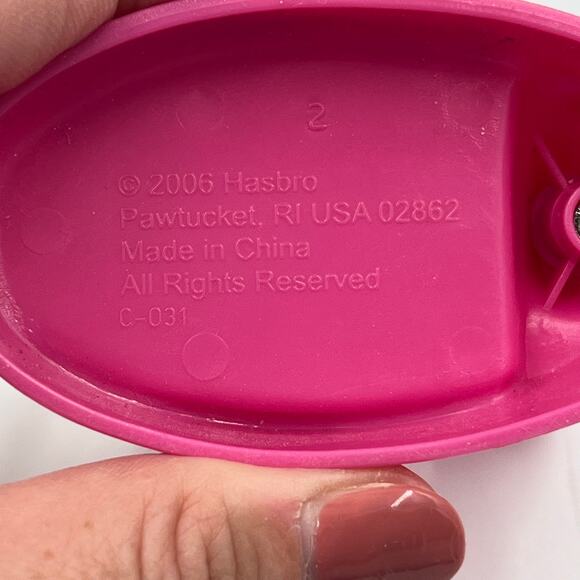 2
© 2006 Hasbro
Pawtucket, RI USA 02862
Made in China
All Rights Reserved
C-031